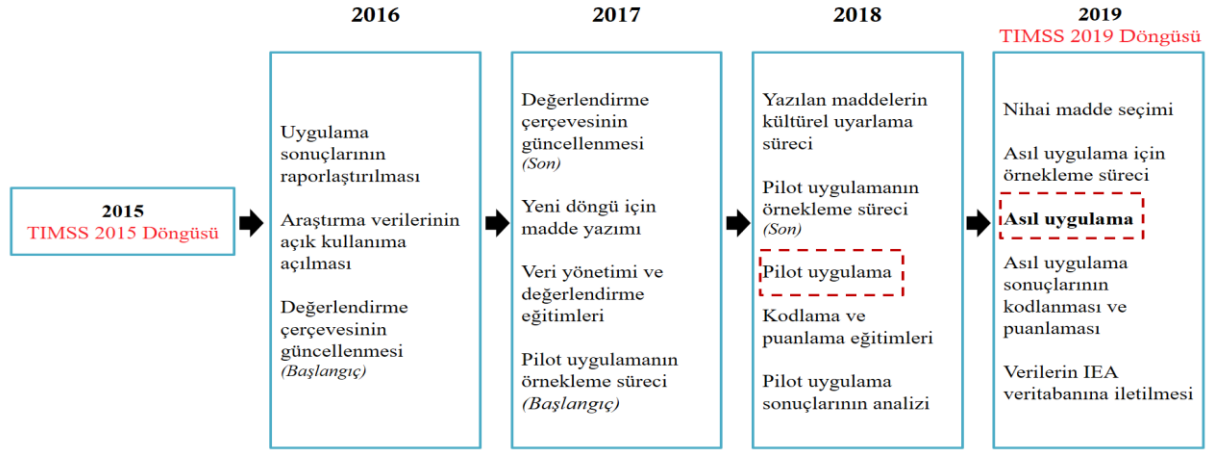 2015
TIMSS 2015 Döngüsü
2016
Uygulama
sonuçlarının
raporlaştırılması
Araştırma verilerinin
açık kullanıma
açılması
Değerlendirme
çerçevesinin
güncellenmesi
(Başlangıç)
2017
Değerlendirme
çerçevesinin
güncellenmesi
(Son)
Yeni döngü için
madde yazımı
Veri yönetimi ve
değerlendirme
eğitimleri
Pilot uygulamanın
örnekleme süreci
(Başlangıç)
2018
Yazılan maddelerin
kültürel uyarlama
süreci
Pilot uygulamanın
örnekleme süreci
(Son)
Pilot uygulama
Kodlama ve
puanlama eğitimleri
Pilot uygulama
sonuçlarının analizi
2019
TIMSS 2019 Döngüsü
Nihai madde seçimi
Asıl uygulama için
örnekleme süreci
Asıl uygulama
Asıl uygulama
sonuçlarının
kodlanması ve
puanlaması
Verilerin IEA
veritabanına iletilmesi